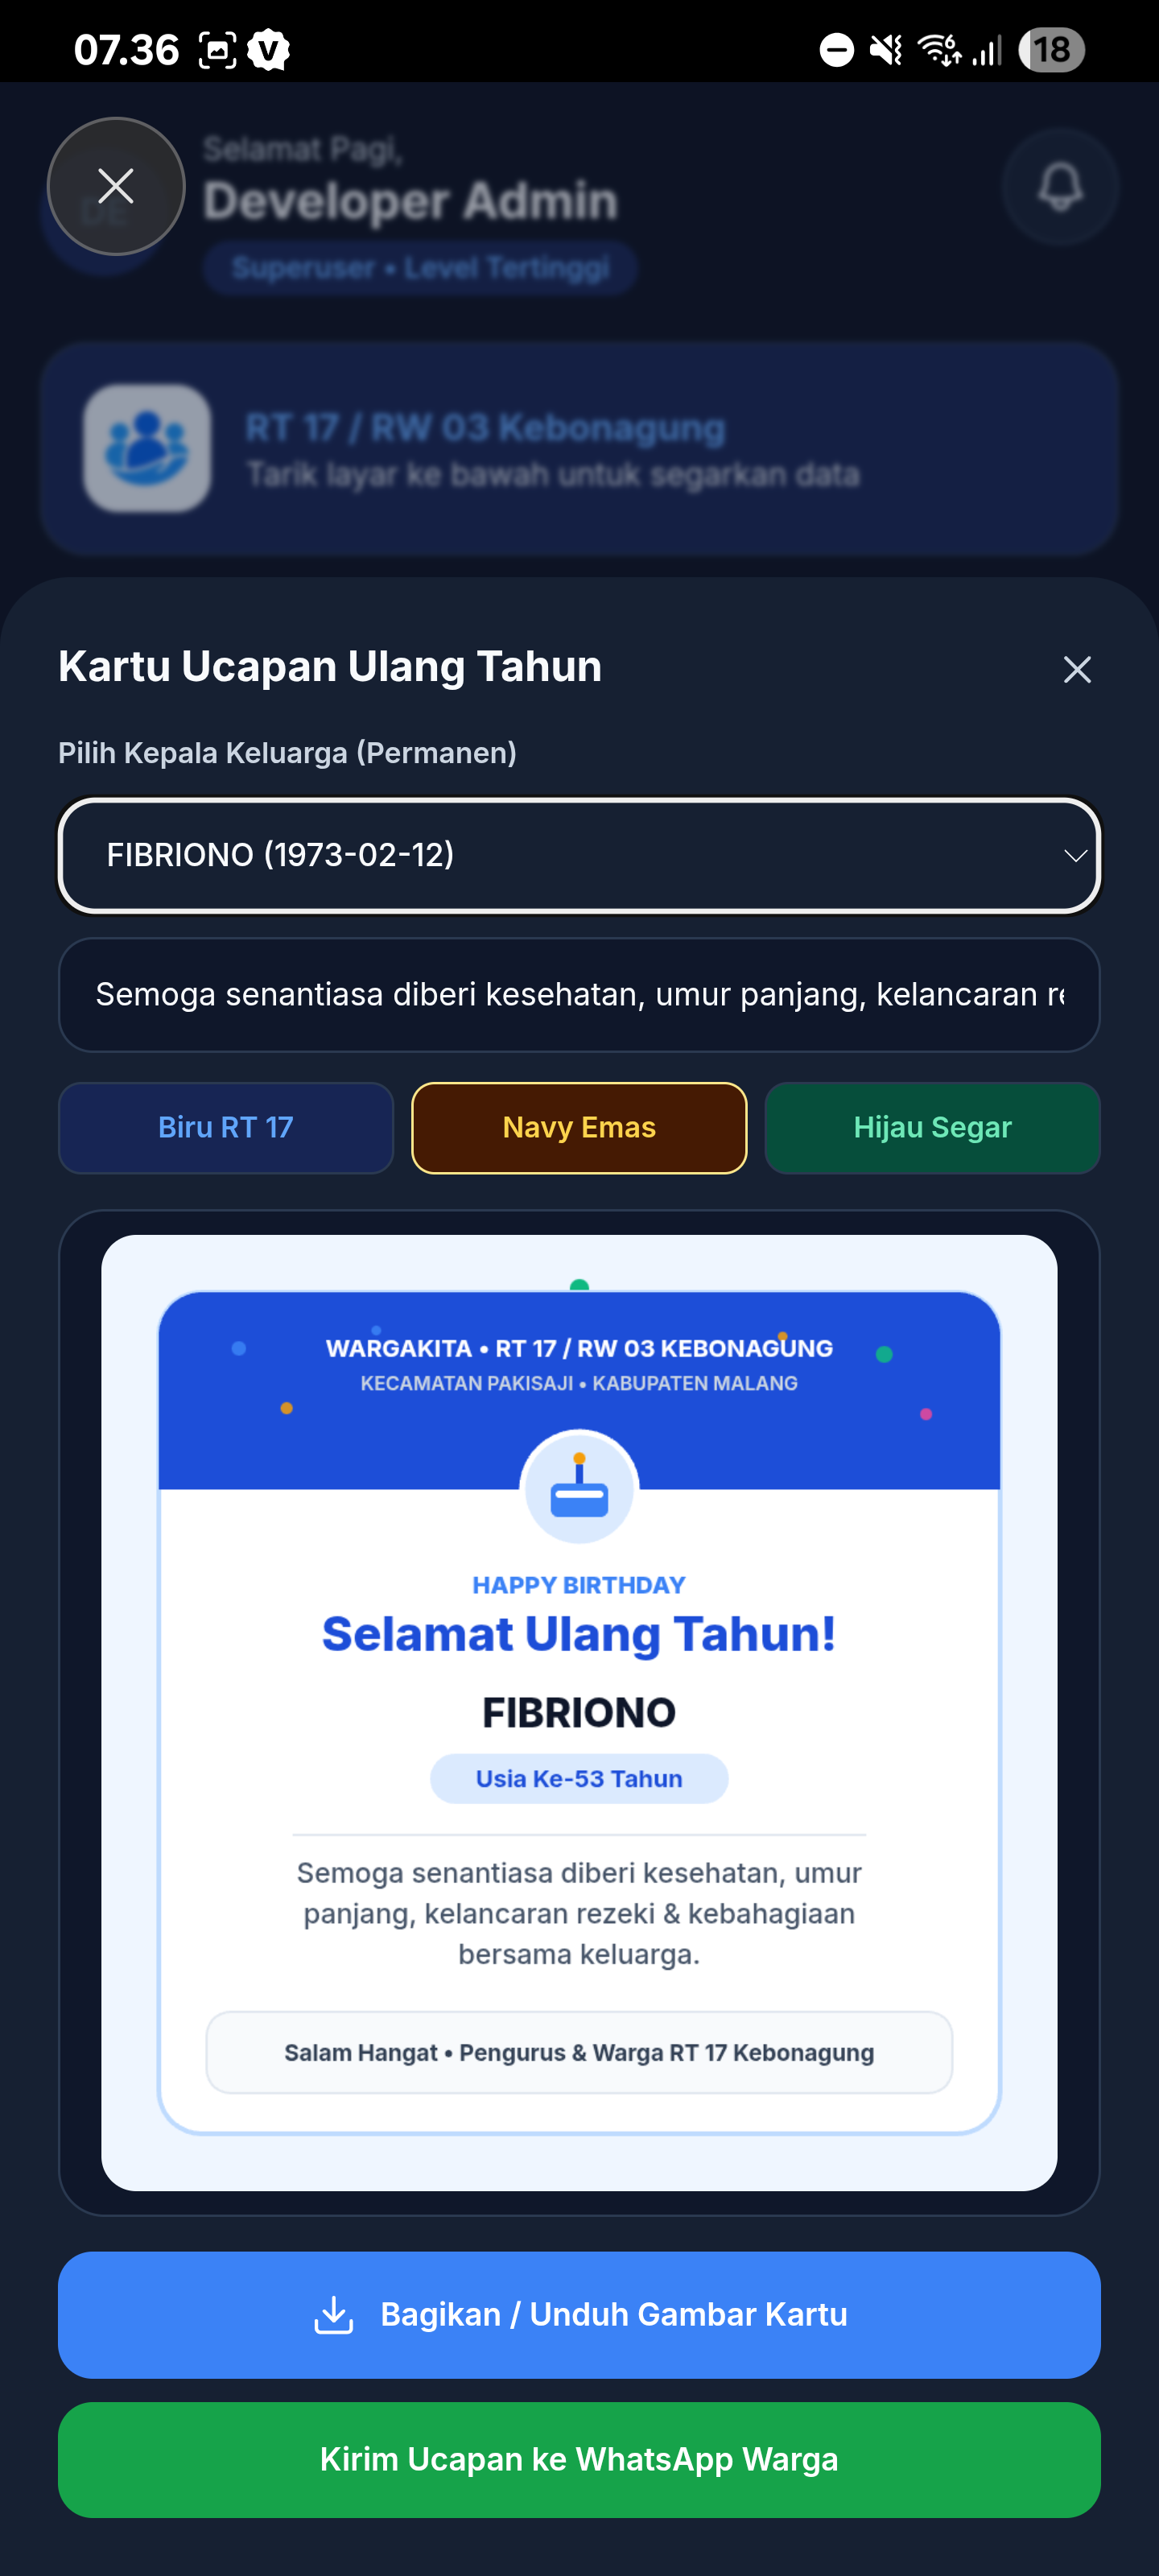 07.36
V
6
18
Selamat Pagi,
Developer Admin
DE
Superuser • Level Tertinggi
RT 17 / RW 03 Kebonagung
Tarik layar ke bawah untuk segarkan data
Kartu Ucapan Ulang Tahun
Pilih Kepala Keluarga (Permanen)
FIBRIONO (1973-02-12)
Semoga senantiasa diberi kesehatan, umur panjang, kelancaran re
Biru RT 17
Navy Emas
Hijau Segar
WARGAKITA • RT 17 / RW 03 KEBONAGUNG
KECAMATAN PAKISAJI • KABUPATEN MALANG
HAPPY BIRTHDAY
Selamat Ulang Tahun!
FIBRIONO
Usia Ke-53 Tahun
Semoga senantiasa diberi kesehatan, umur
panjang, kelancaran rezeki & kebahagiaan
bersama keluarga.
Salam Hangat • Pengurus & Warga RT 17 Kebonagung
Bagikan / Unduh Gambar Kartu
Kirim Ucapan ke WhatsApp Warga